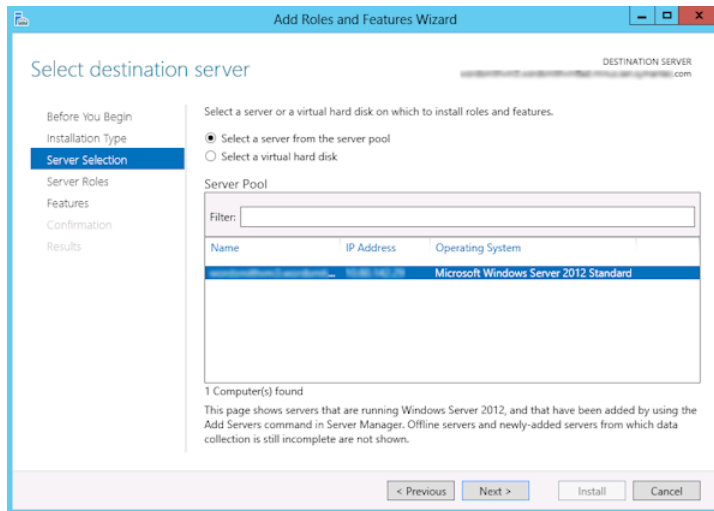 Add Roles and Features Wizard
Select destination server
DESTINATION SERVER
.com
Before You Begin
Installation Type
Server Selection
Server Roles
Features
Confirmation
Results
Select a server or a virtual hard disk on which to install roles and features.
Select a server from the server pool
Select a virtual hard disk
Server Pool
Filter:
Name IP Address Operating System
... Microsoft Windows Server 2012 Standard
1 Computer(s) found
This page shows servers that are running Windows Server 2012, and that have been added by using the
Add Servers command in Server Manager. Offline servers and newly-added servers from which data
collection is still incomplete are not shown.
< Previous Next > Install Cancel